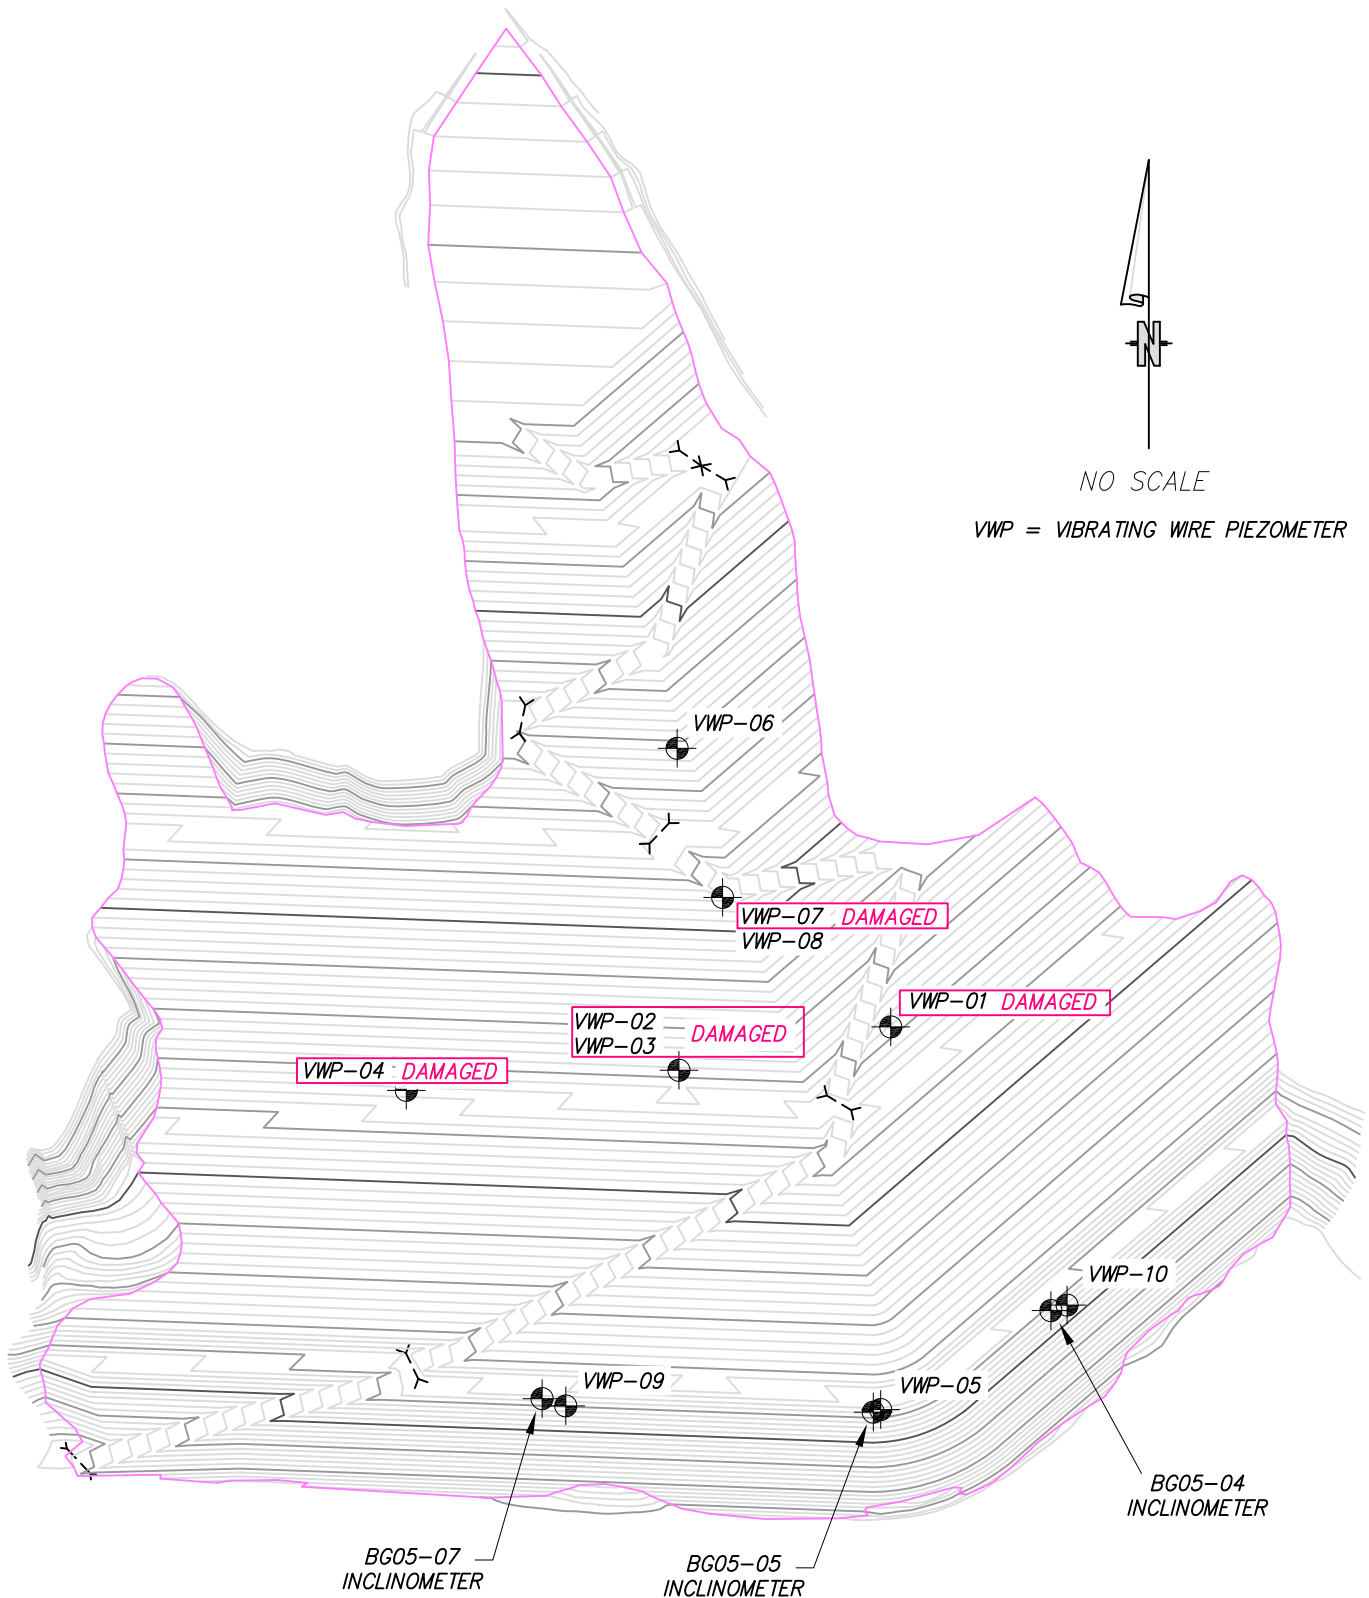 N
NO SCALE
VWP = VIBRATING WIRE PIEZOMETER
VWP-06
VWP-07 DAMAGED
VWP-08
VWP-01 DAMAGED
VWP-02
VWP-03
DAMAGED
VWP-04 DAMAGED
VWP-10
VWP-09
VWP-05
BG05-04
INCLINOMETER
BG05-07
INCLINOMETER
BG05-05
INCLINOMETER